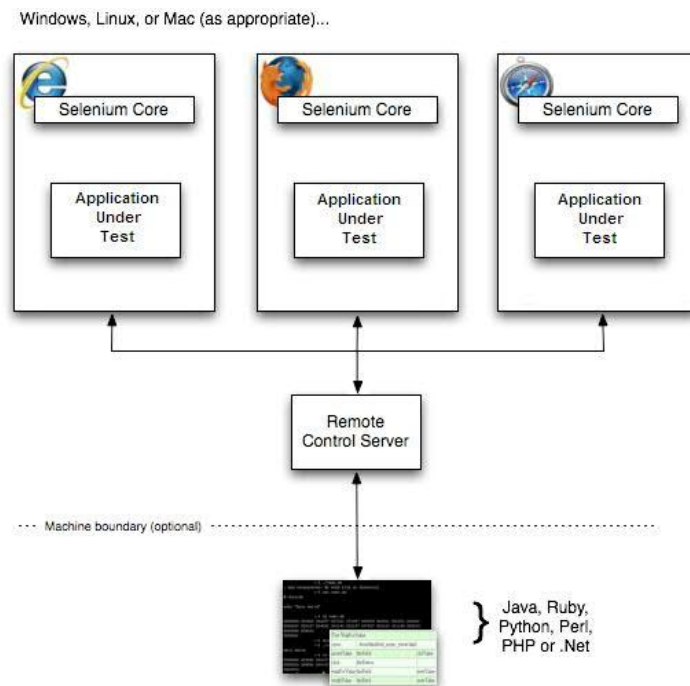 Windows, Linux, or Mac (as appropriate)...
Selenium Core
Application
Under
Test
Selenium Core
Application
Under
Test
Selenium Core
Application
Under
Test
Remote
Control Server
Machine boundary (optional)
Java, Ruby,
Python, Perl,
PHP or .Net